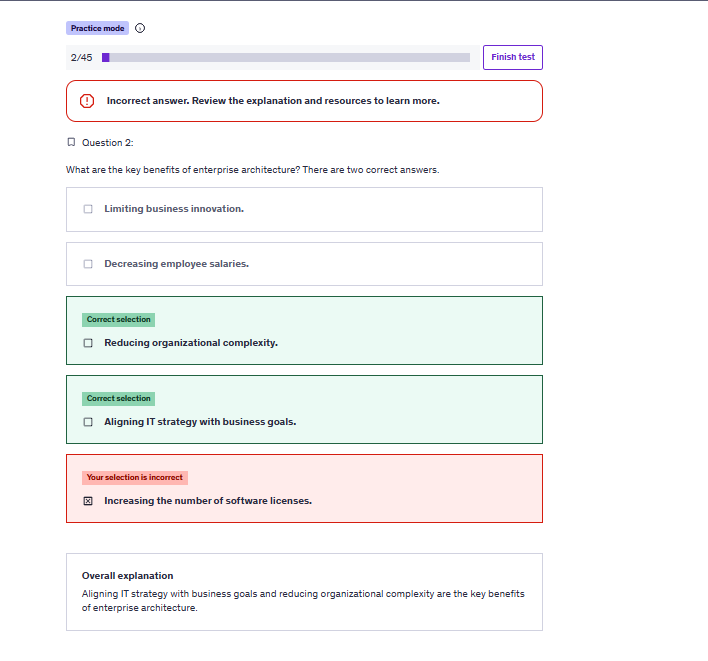 Practice mode
2/45
Finish test
Incorrect answer. Review the explanation and resources to learn more.
Question 2:
What are the key benefits of enterprise architecture? There are two correct answers.
Limiting business innovation.
Decreasing employee salaries.
Correct selection
Reducing organizational complexity.
Correct selection
Aligning IT strategy with business goals.
Your selection is incorrect
Increasing the number of software licenses.
Overall explanation
Aligning IT strategy with business goals and reducing organizational complexity are the key benefits
of enterprise architecture.